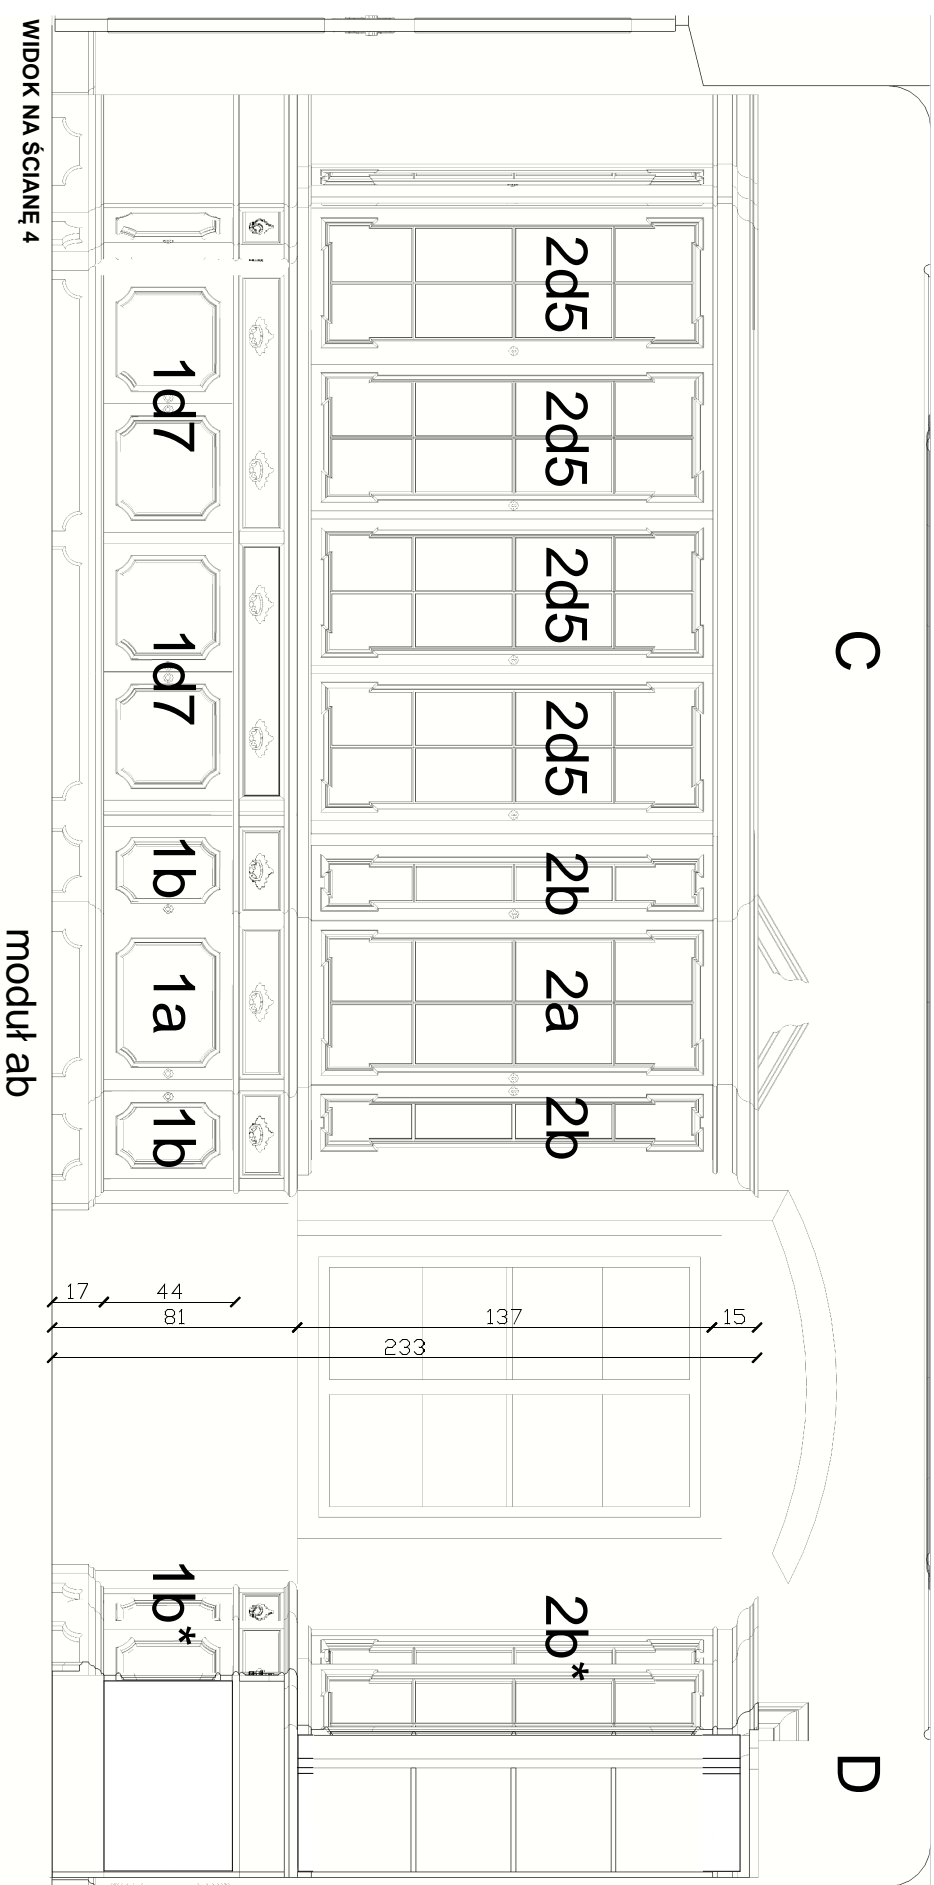 C
D
2d5
2d5
2d5
2d5
2b
2a
2b
2b*
1d7
1d7
1b
1a
1b
1b*
17
44
81
137
15
233
WIDOK NA ŚCIANĘ 4
moduł ab